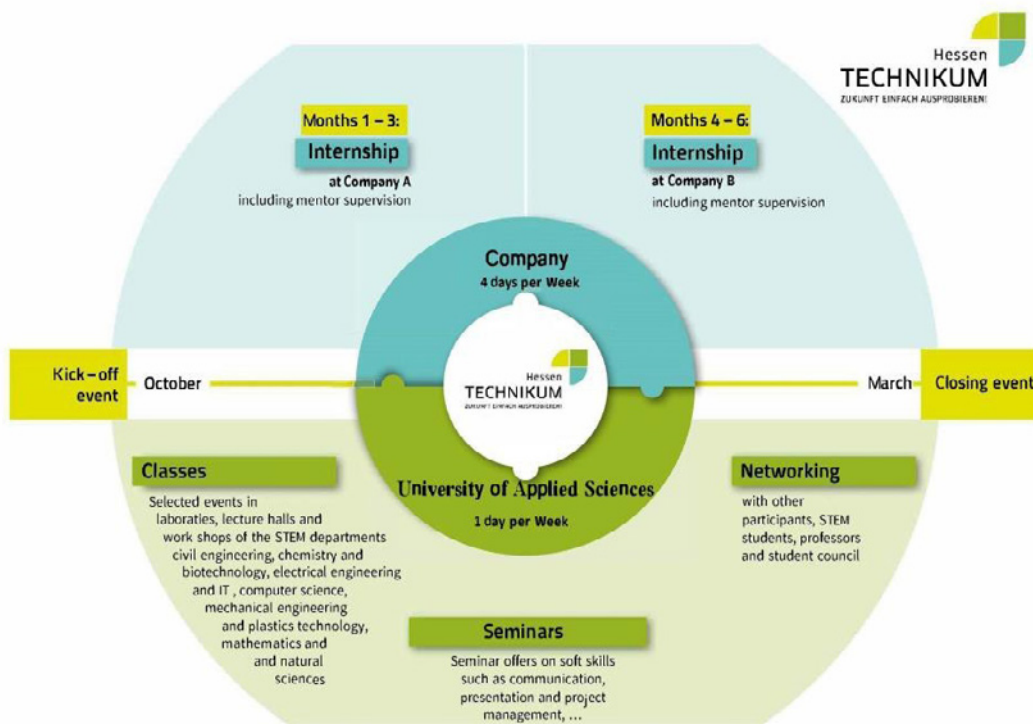 Hessen
TECHNIKUM
ZUKUNFT EINFACH AUSPROBIEREN!
Months 1 – 3:
Internship
at Company A
including mentor supervision
Months 4 – 6:
Internship
at Company B
including mentor supervision
Company
4 days per Week
Kick – off
event
October
Hessen
TECHNIKUM
ZUKUNFT EINFACH AUSPROBIEREN!
March
Closing event
University of Applied Sciences
1 day per Week
Classes
Selected events in
laboraties, lecture halls and
work shops of the STEM departments
civil engineering, chemistry and
biotechnology, electrical engineering
and IT , computer science,
mechanical engineering
and plastics technology,
mathematics and
and natural
sciences
Seminars
Seminar offers on soft skills
such as communication,
presentation and project
management, ...
Networking
with other
participants, STEM
students, professors
and student council